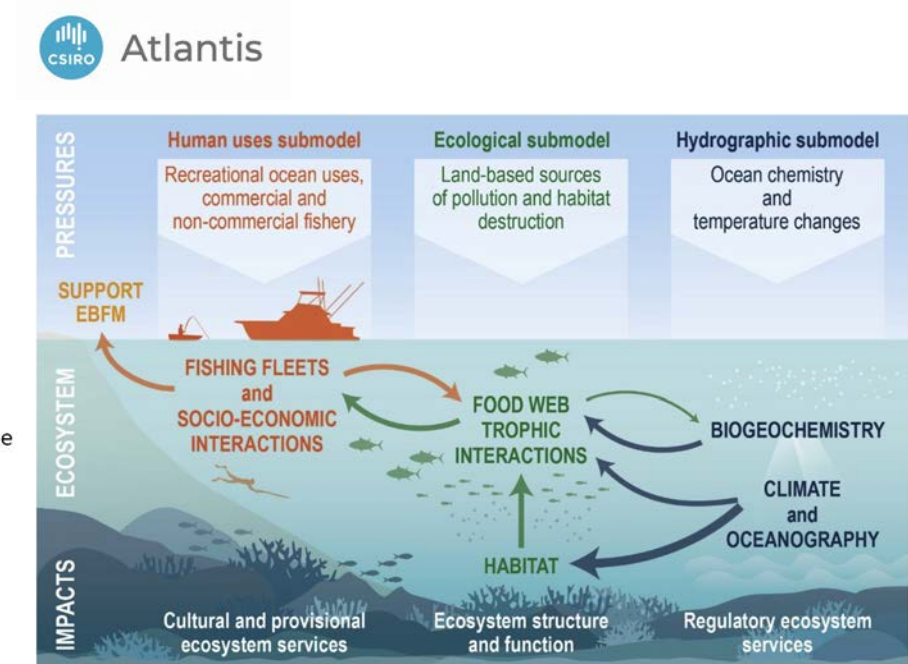 CSIRO
Atlantis
PRESSURES
Human uses submodel
Recreational ocean uses,
commercial and
non-commercial fishery
Ecological submodel
Land-based sources
of pollution and habitat
destruction
Hydrographic submodel
Ocean chemistry
and
temperature changes
SUPPORT
EBFM
ECOSYSTEM
FISHING FLEETS
and
SOCIO-ECONOMIC
INTERACTIONS
FOOD WEB
TROPHIC
INTERACTIONS
BIOGEOCHEMISTRY
CLIMATE
and
OCEANOGRAPHY
HABITAT
e
IMPACTS
Cultural and provisional
ecosystem services
Ecosystem structure
and function
Regulatory ecosystem
services